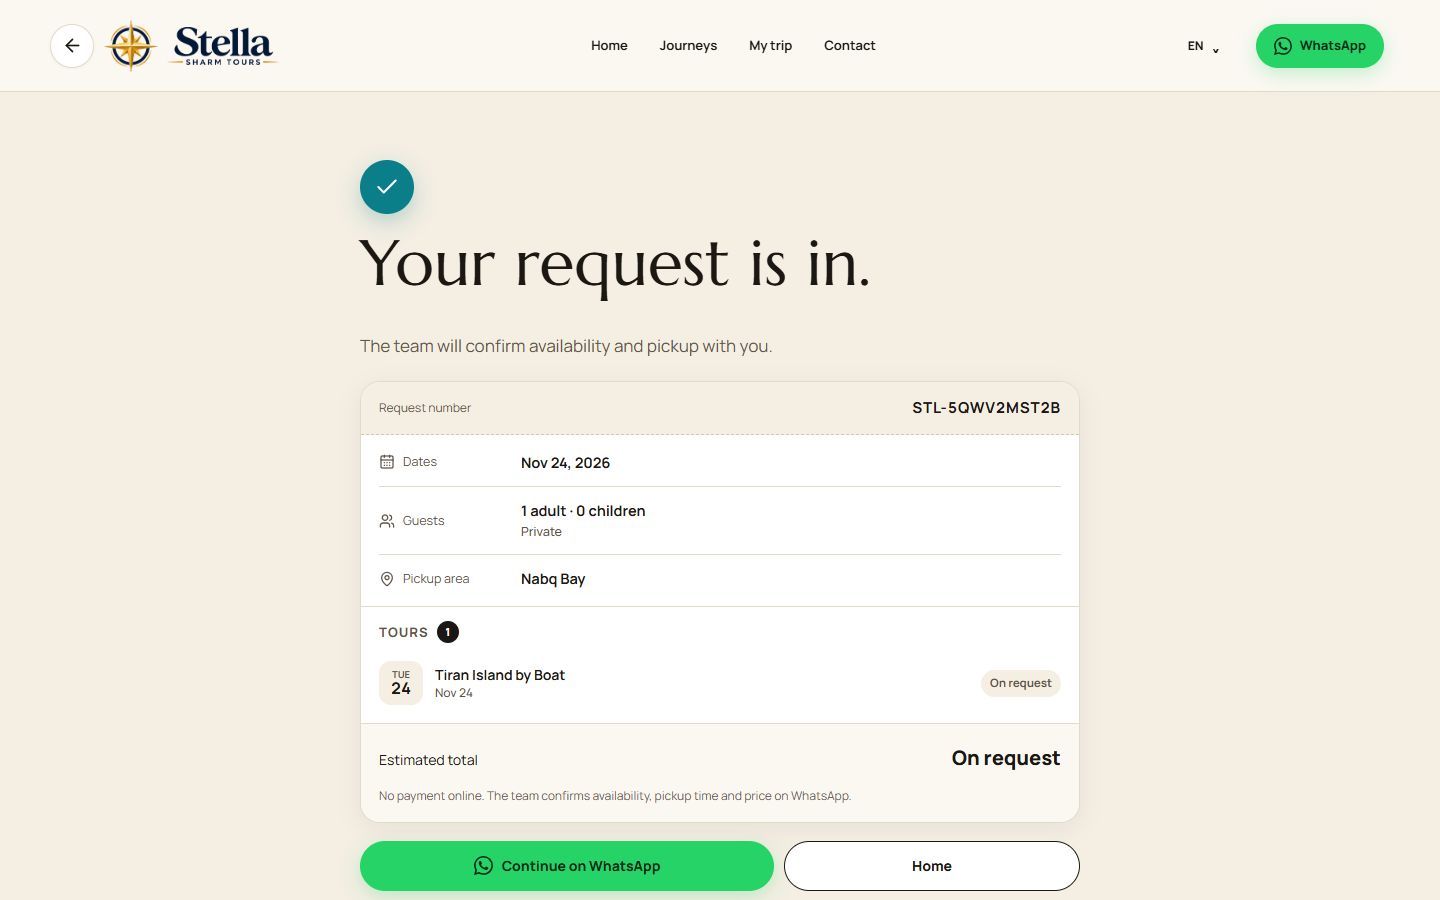 Stella
SHARM TOURS
Home
Journeys
My trip
Contact
EN
WhatsApp
Your request is in.
The team will confirm availability and pickup with you.
Request number
STL-5QWV2MST2B
Dates
Nov 24, 2026
Guests
1 adult · 0 children
Private
Pickup area
Nabq Bay
TOURS 1
TUE
24
Tiran Island by Boat
Nov 24
On request
Estimated total
On request
No payment online. The team confirms availability, pickup time and price on WhatsApp.
Continue on WhatsApp
Home